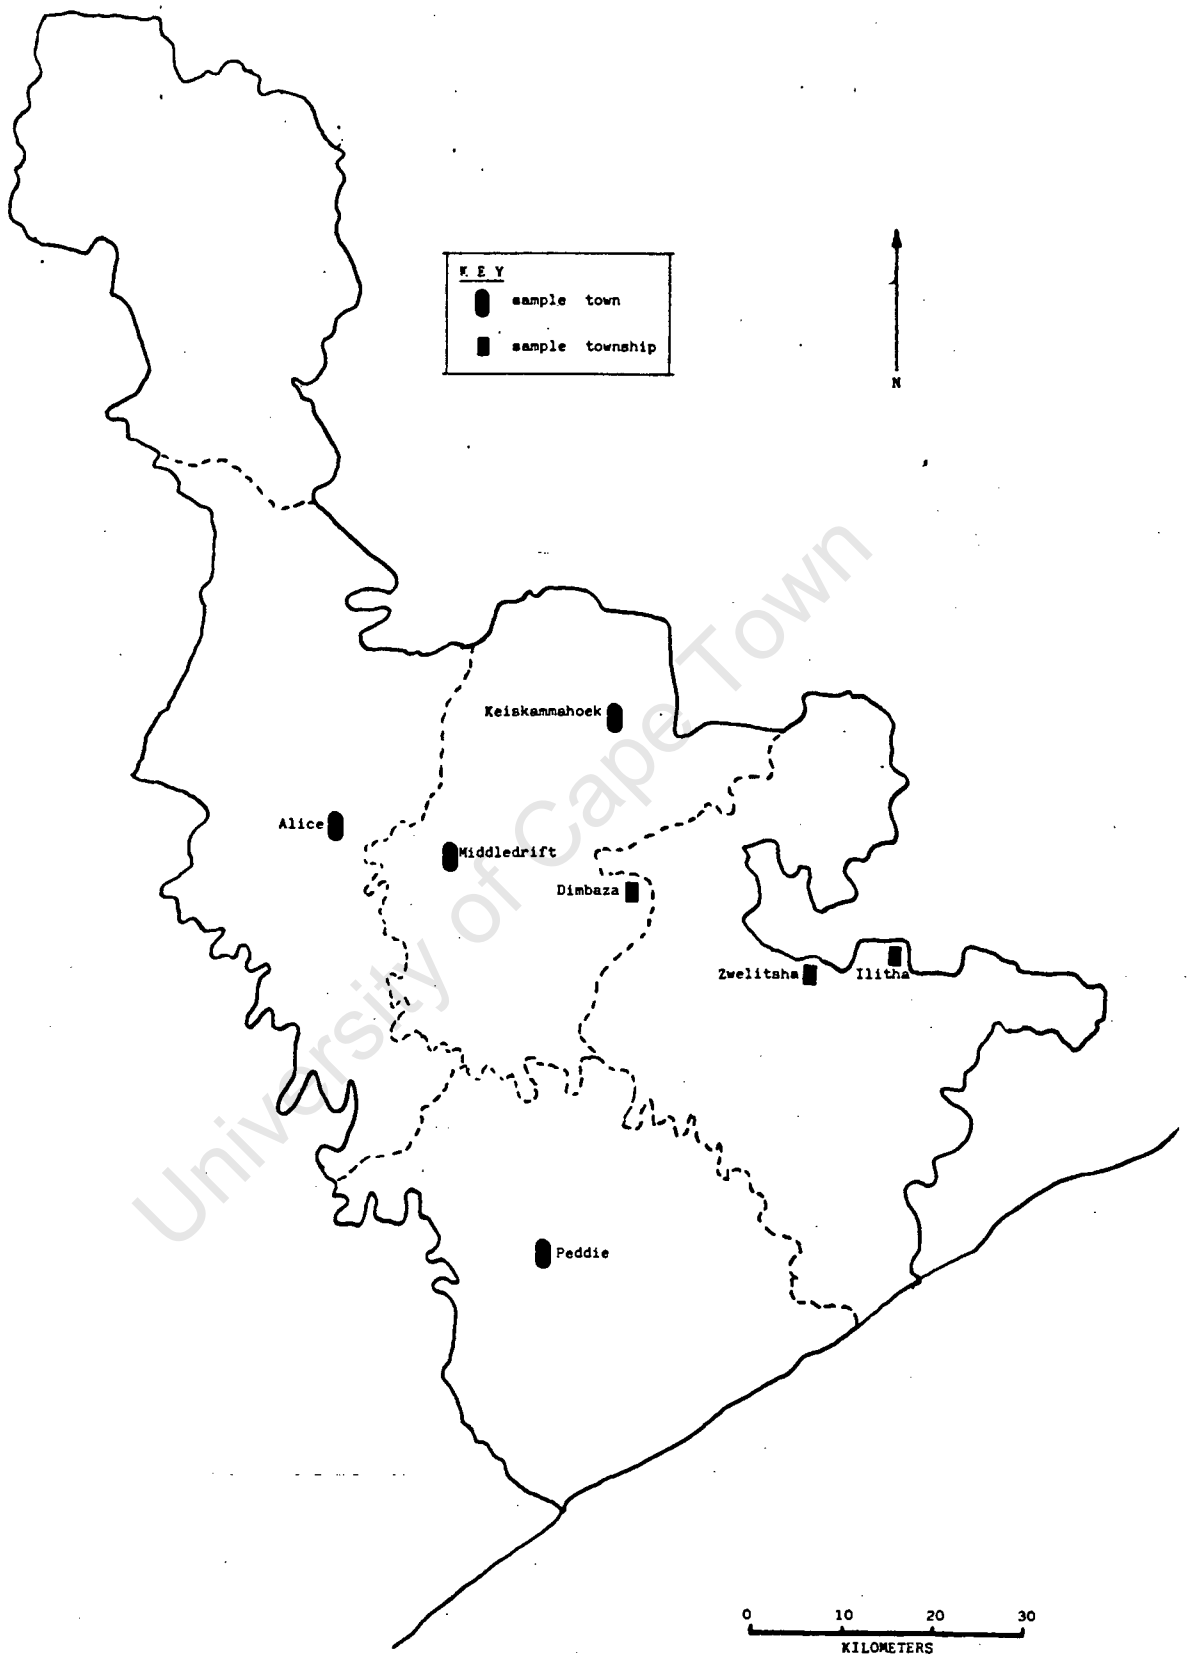 KEY
sample town
sample township
N
Keiskammahoek
Alice
Middledrift
Dimbaza
Zwelitsha
Ilitha
Peddie
0 10 20 30
KILOMETERS
University of Cape Town